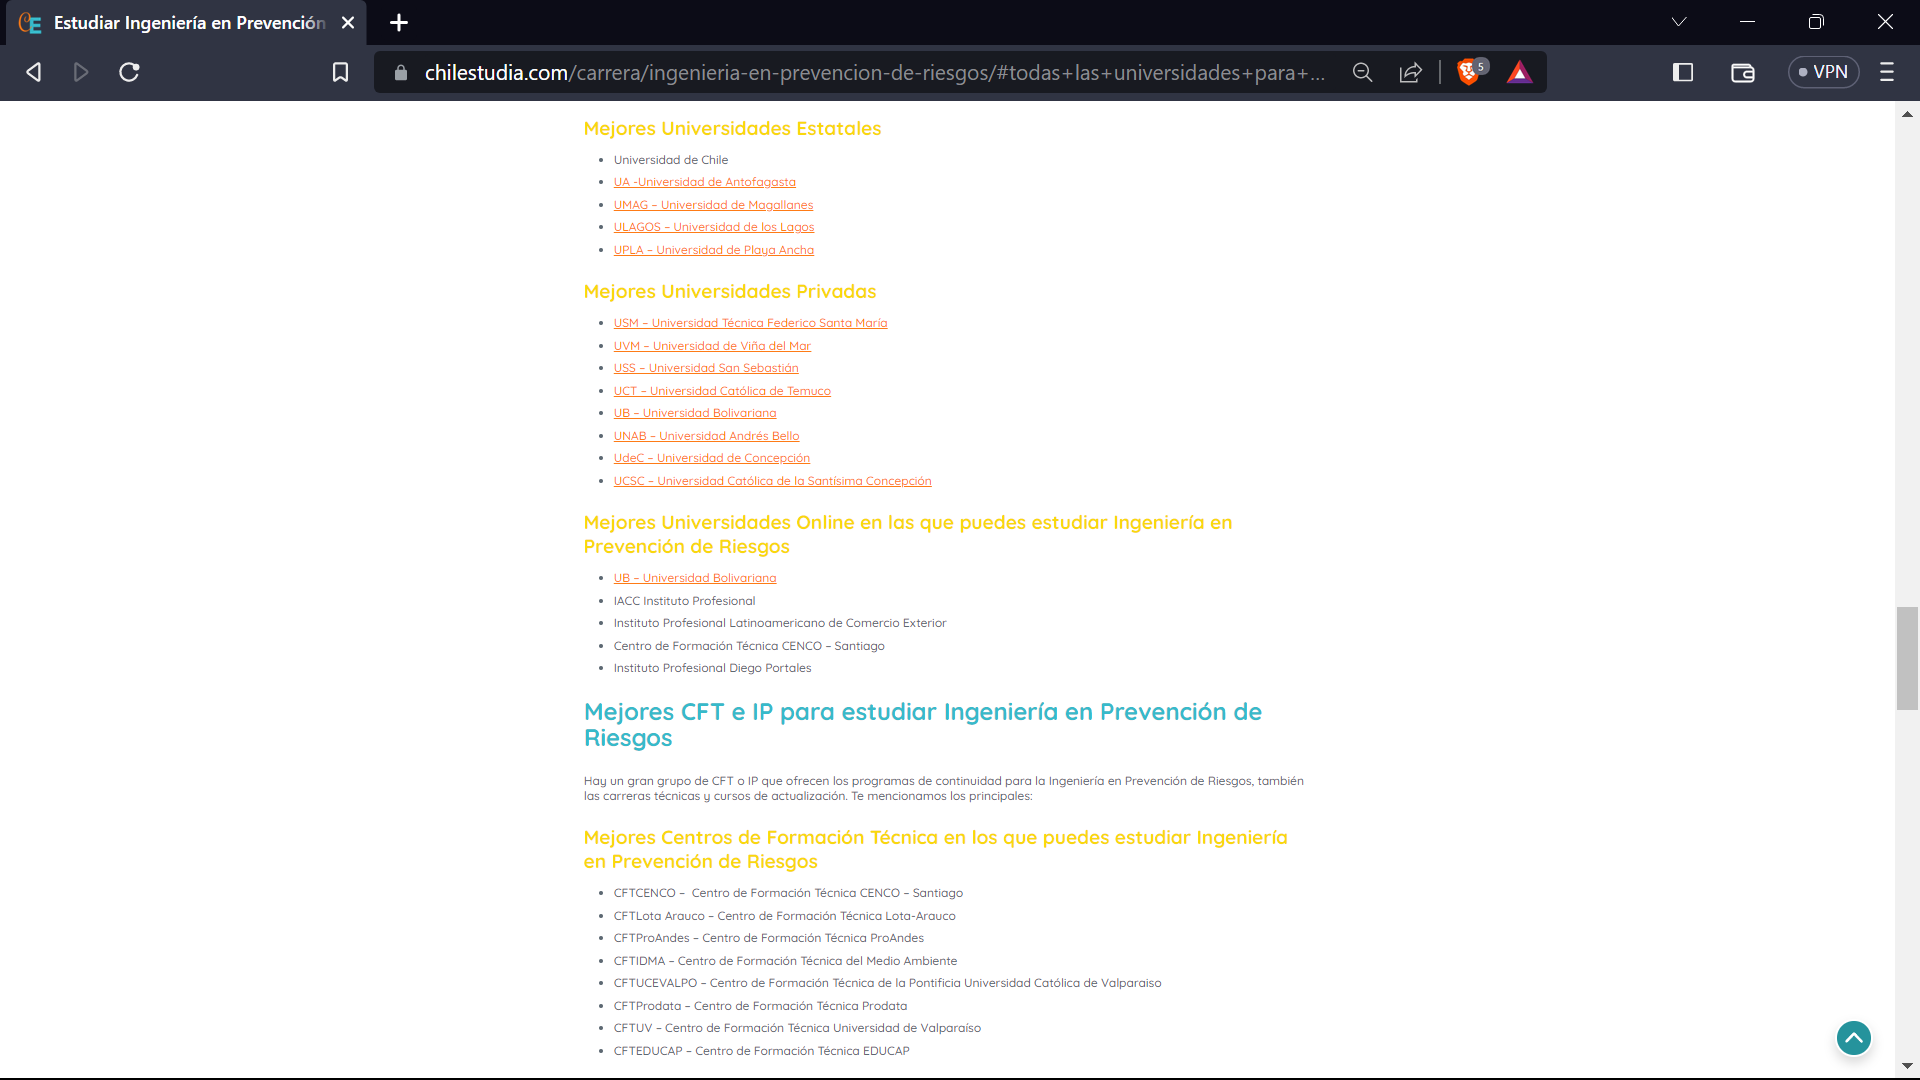 Estudiar Ingeniería en Prevención
chilestudia.com/carrera/ingenieria-en-prevencion-de-riesgos/#todas+las+universidades+para+...
5
VPN
Mejores Universidades Estatales
Universidad de Chile
UA -Universidad de Antofagasta
UMAG – Universidad de Magallanes
ULAGOS – Universidad de los Lagos
UPLA – Universidad de Playa Ancha
Mejores Universidades Privadas
USM – Universidad Técnica Federico Santa María
UVM – Universidad de Viña del Mar
USS – Universidad San Sebastián
UCT – Universidad Católica de Temuco
UB – Universidad Bolivariana
UNAB – Universidad Andrés Bello
UdeC – Universidad de Concepción
UCSC – Universidad Católica de la Santísima Concepción
Mejores Universidades Online en las que puedes estudiar Ingeniería en
Prevención de Riesgos
UB – Universidad Bolivariana
IACC Instituto Profesional
Instituto Profesional Latinoamericano de Comercio Exterior
Centro de Formación Técnica CENCO – Santiago
Instituto Profesional Diego Portales
Mejores CFT e IP para estudiar Ingeniería en Prevención de
Riesgos
Hay un gran grupo de CFT o IP que ofrecen los programas de continuidad para la Ingeniería en Prevención de Riesgos, también
las carreras técnicas y cursos de actualización. Te mencionamos los principales:
Mejores Centros de Formación Técnica en los que puedes estudiar Ingeniería
en Prevención de Riesgos
CFTCENCO –  Centro de Formación Técnica CENCO – Santiago
CFTLota Arauco – Centro de Formación Técnica Lota-Arauco
CFTProAndes – Centro de Formación Técnica ProAndes
CFTIDMA – Centro de Formación Técnica del Medio Ambiente
CFTUCEVALPO – Centro de Formación Técnica de la Pontificia Universidad Católica de Valparaiso
CFTProdata – Centro de Formación Técnica Prodata
CFTUV – Centro de Formación Técnica Universidad de Valparaíso
CFTEDUCAP – Centro de Formación Técnica EDUCAP